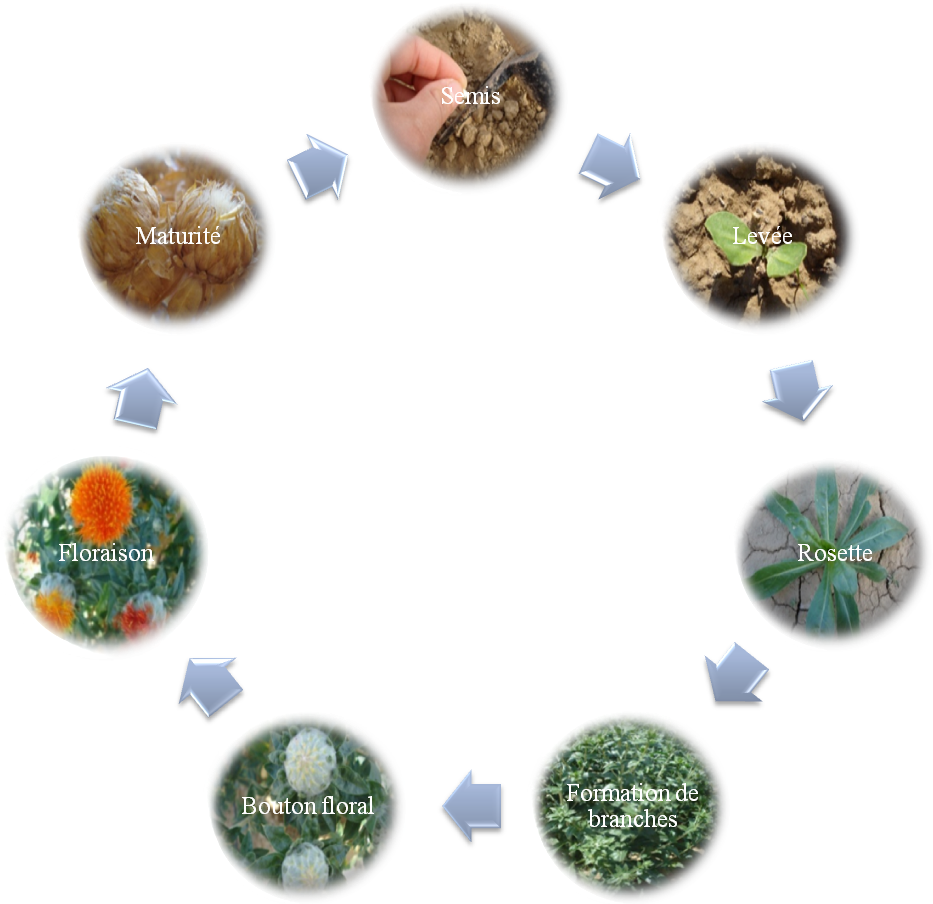 Semis
Levée
Rosette
Formation de
branches
Bouton floral
Floraison
Maturité